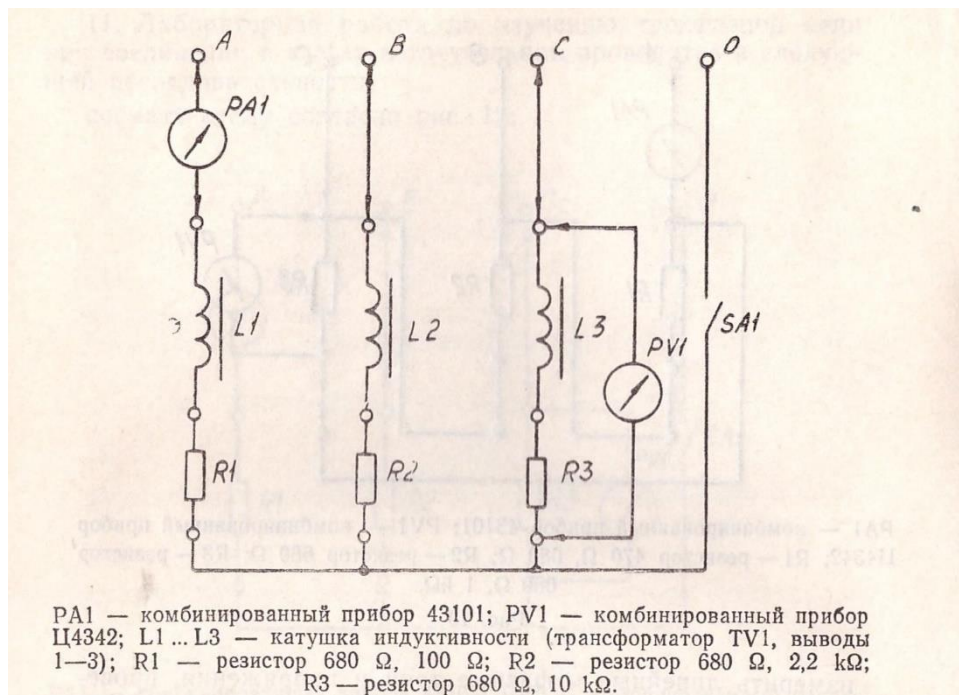 A B C O
PA1
L1 L2 L3 PV1 SA1
R1 R2 R3
PA1 — комбинированный прибор 43101; PV1 — комбинированный прибор
Ц4342; L1 ... L3 — катушка индуктивности (трансформатор TV1, выводы
1—3); R1 — резистор 680 Ω, 100 Ω; R2 — резистор 680 Ω, 2,2 kΩ;
R3 — резистор 680 Ω, 10 kΩ.